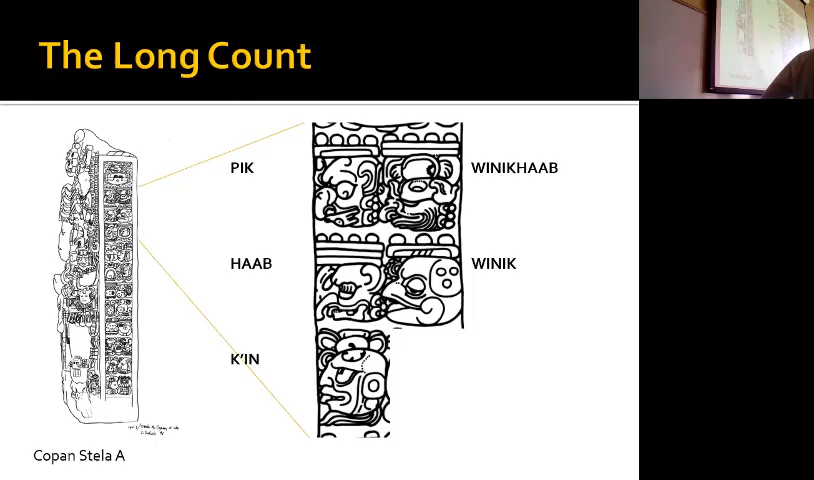 The Long Count
PIK
WINIKHAAB
HAAB
WINIK
K'IN
Copan Stela A